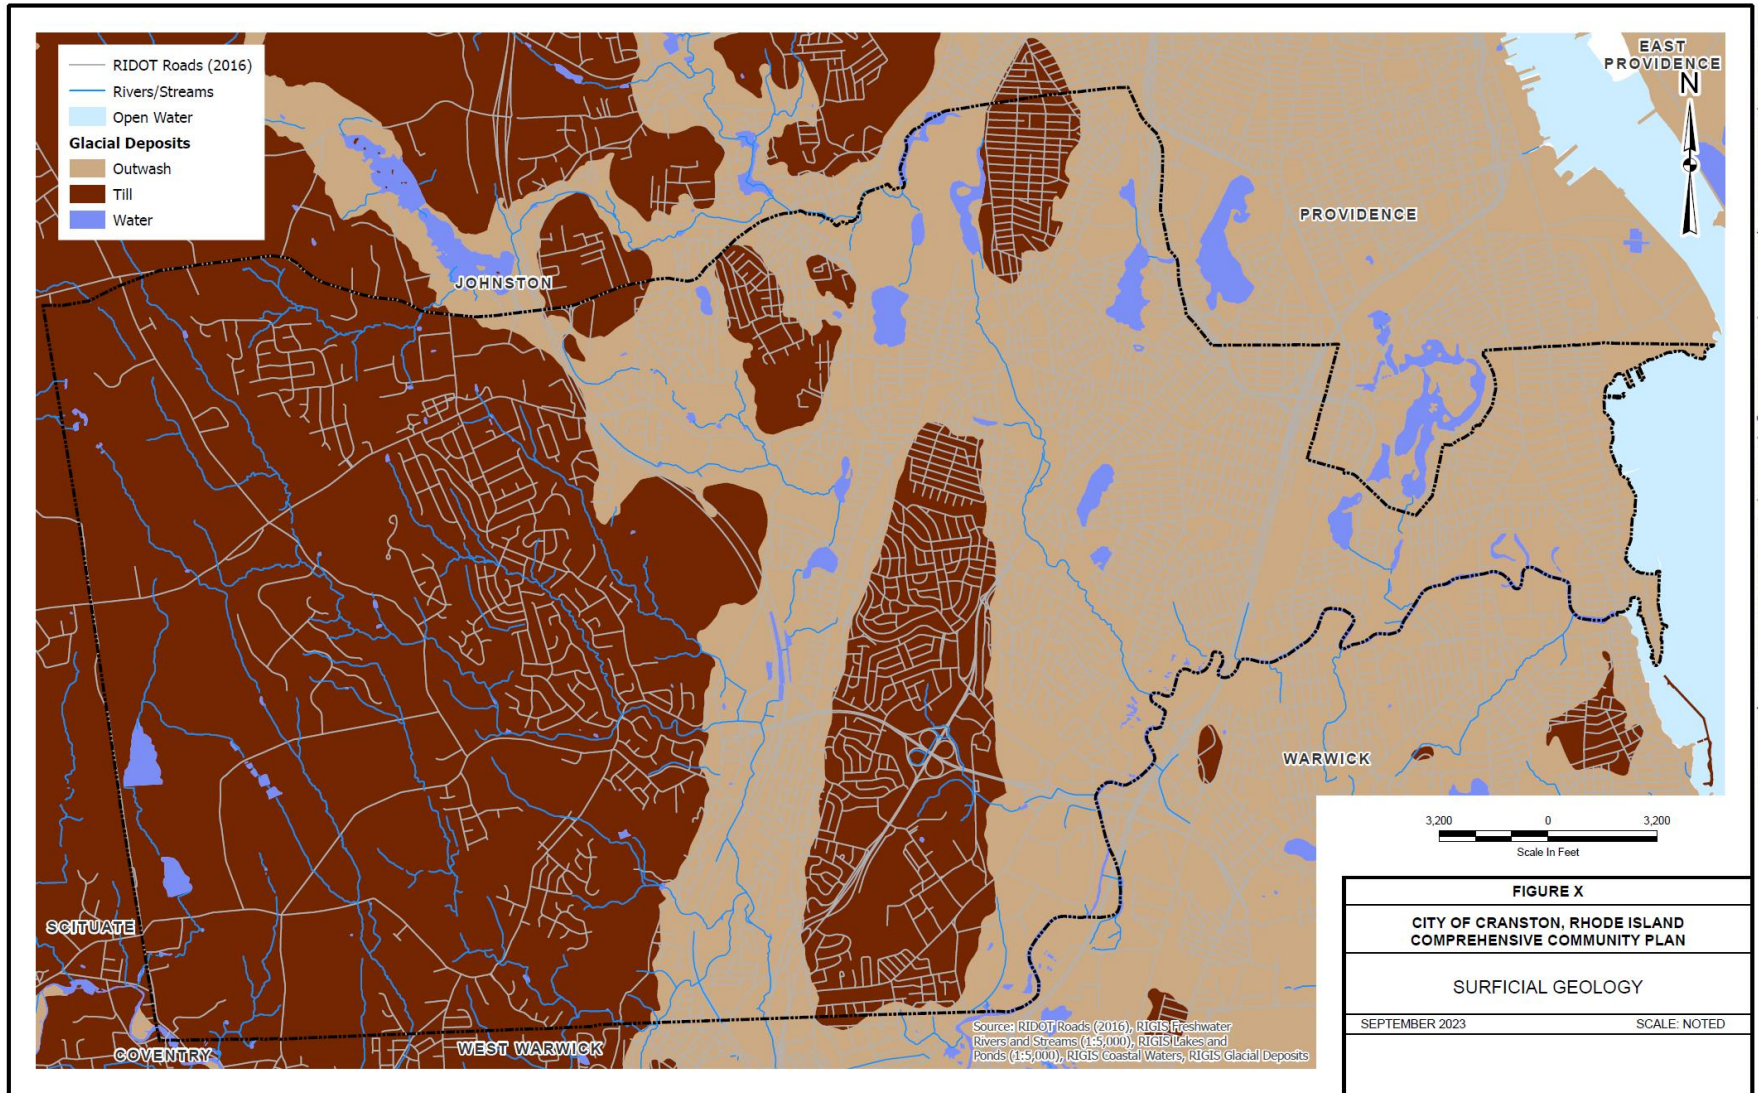 RIDOT Roads (2016)
Rivers/Streams
Open Water
Glacial Deposits
Outwash
Till
Water
EAST
PROVIDENCE
N
PROVIDENCE
JOHNSTON
WARWICK
SCITUATE
COVENTRY
WEST WARWICK
3,200 0 3,200
Scale In Feet
Source: RIDOT Roads (2016), RIGIS Freshwater
Rivers and Streams (1:5,000), RIGIS Lakes and
Ponds (1:5,000), RIGIS Coastal Waters, RIGIS Glacial Deposits
FIGURE X
CITY OF CRANSTON, RHODE ISLAND
COMPREHENSIVE COMMUNITY PLAN
SURFICIAL GEOLOGY
SEPTEMBER 2023 SCALE: NOTED